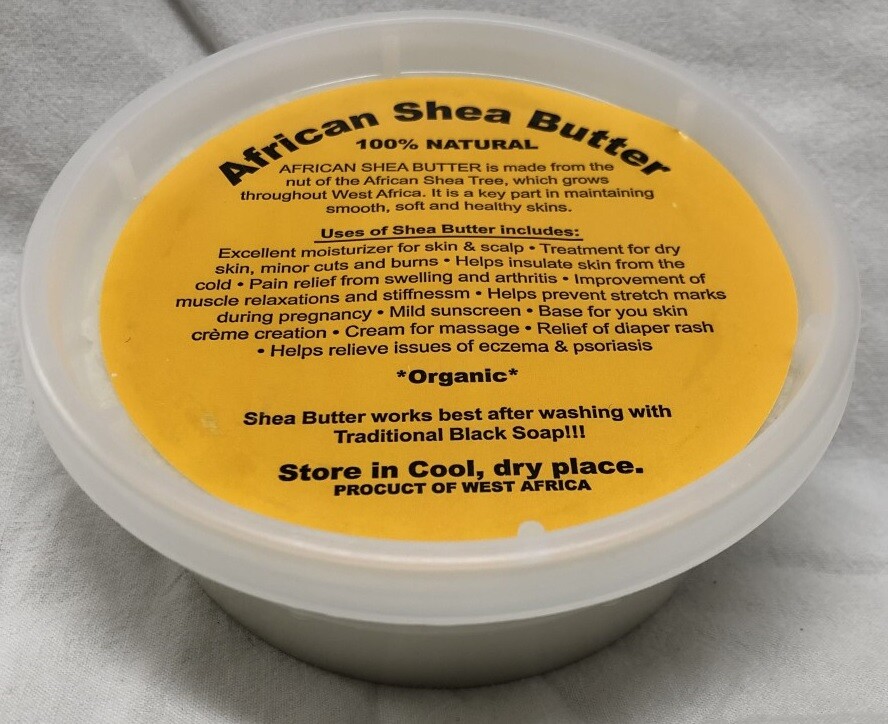 African Shea Butter
100% NATURAL
AFRICAN SHEA BUTTER is made from the
nut of the African Shea Tree, which grows
throughout West Africa. It is a key part in maintaining
smooth, soft and healthy skins.
Uses of Shea Butter includes:
Excellent moisturizer for skin & scalp • Treatment for dry
skin, minor cuts and burns • Helps insulate skin from the
cold • Pain relief from swelling and arthritis • Improvement of
muscle relaxations and stiffnessm • Helps prevent stretch marks
during pregnancy • Mild sunscreen • Base for you skin
crème creation • Cream for massage • Relief of diaper rash
• Helps relieve issues of eczema & psoriasis
*Organic*
Shea Butter works best after washing with
Traditional Black Soap!!!
Store in Cool, dry place.
PROCUCT OF WEST AFRICA